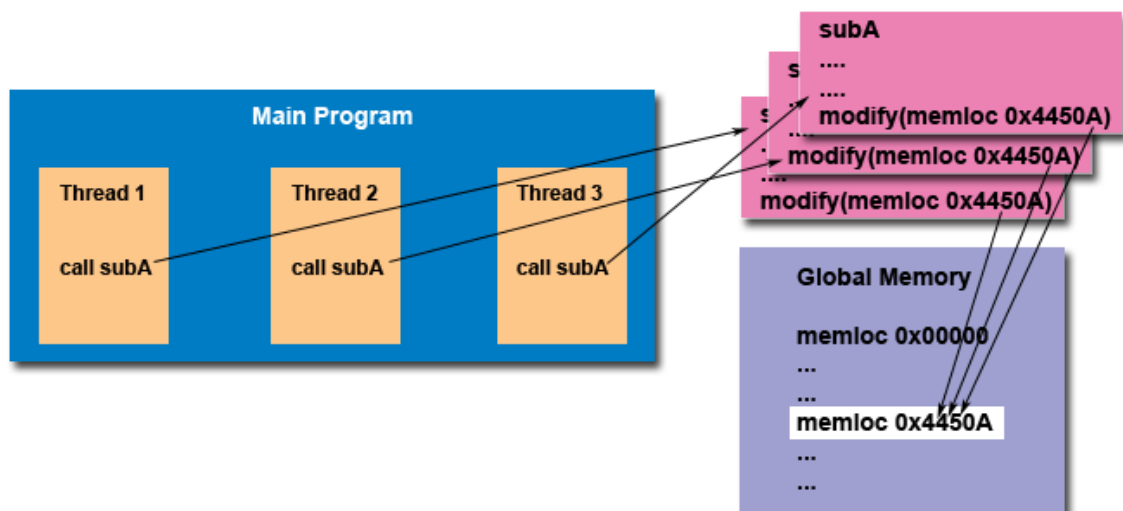 Main Program
Thread 1
call subA
Thread 2
call subA
Thread 3
call subA
subA
....
....
modify(memloc 0x4450A)
s
..
....
modify(memloc 0x4450A)
s
..
....
modify(memloc 0x4450A)
Global Memory
memloc 0x00000
...
...
memloc 0x4450A
...
...